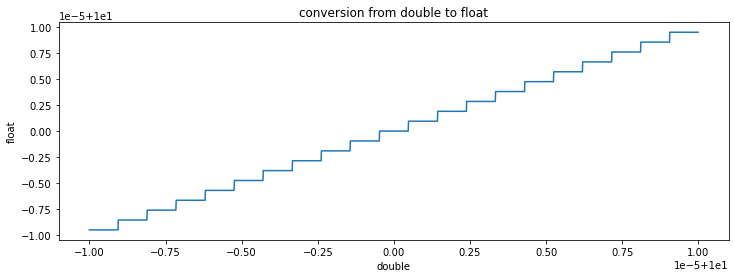 1e−5+1e1
conversion from double to float
1.00
0.75
0.50
0.25
0.00
−0.25
−0.50
−0.75
−1.00
float
−1.00 −0.75 −0.50 −0.25 0.00 0.25 0.50 0.75 1.00
double
1e−5+1e1